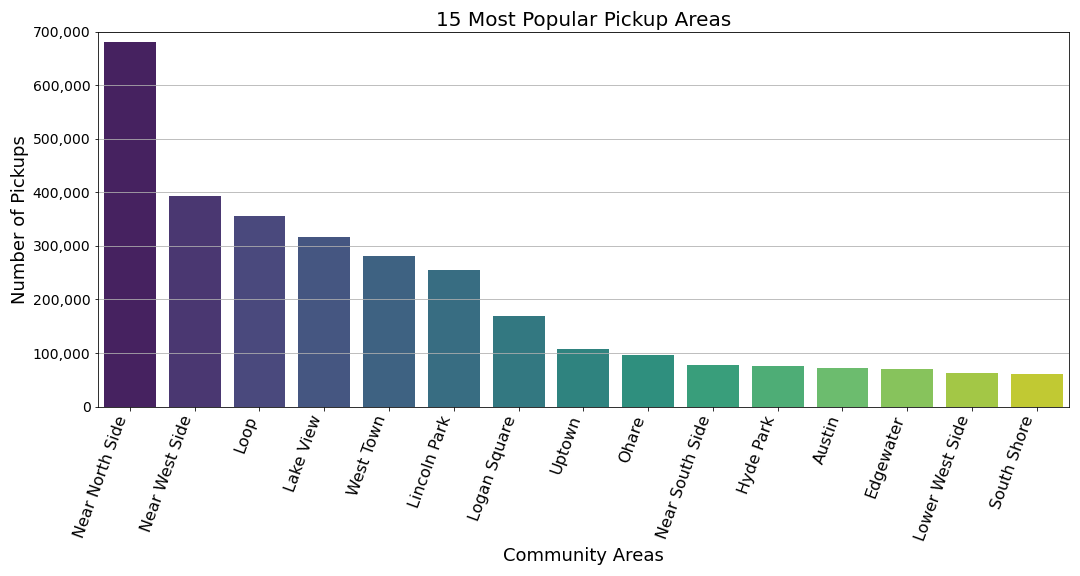 15 Most Popular Pickup Areas
Number of Pickups
700,000
600,000
500,000
400,000
300,000
200,000
100,000
0
Near North Side
Near West Side
Loop
Lake View
West Town
Lincoln Park
Logan Square
Uptown
Ohare
Near South Side
Hyde Park
Austin
Edgewater
Lower West Side
South Shore
Community Areas